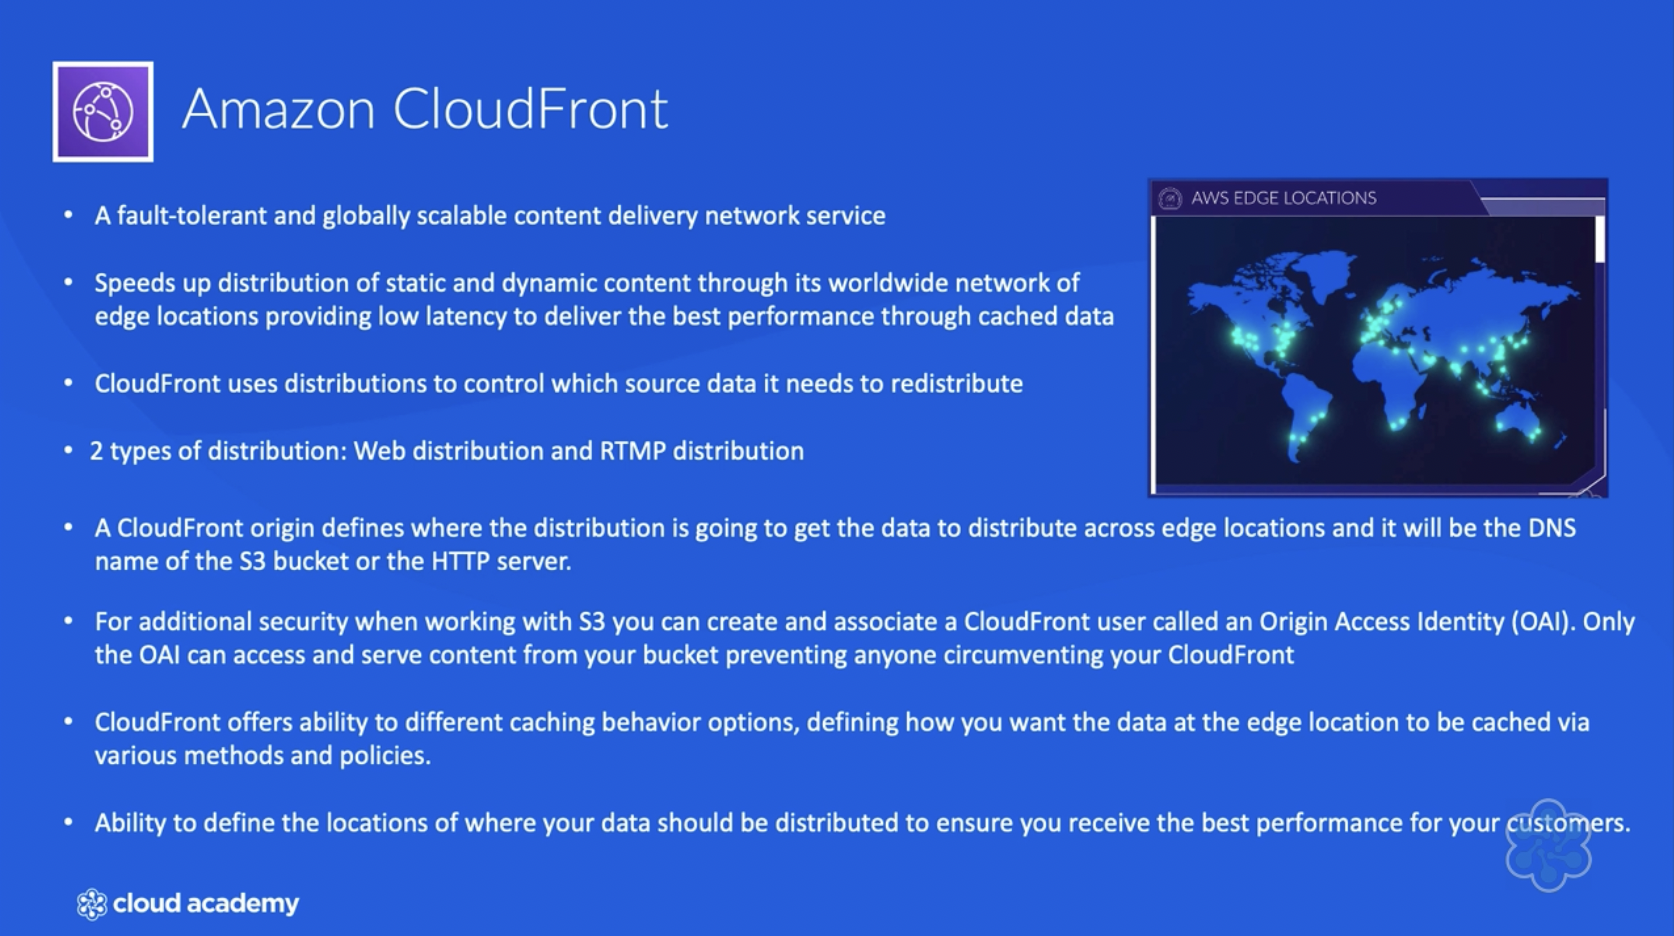 Amazon CloudFront
• A fault-tolerant and globally scalable content delivery network service
• Speeds up distribution of static and dynamic content through its worldwide network of
edge locations providing low latency to deliver the best performance through cached data
• CloudFront uses distributions to control which source data it needs to redistribute
• 2 types of distribution: Web distribution and RTMP distribution
AWS EDGE LOCATIONS
• A CloudFront origin defines where the distribution is going to get the data to distribute across edge locations and it will be the DNS
name of the S3 bucket or the HTTP server.
• For additional security when working with S3 you can create and associate a CloudFront user called an Origin Access Identity (OAI). Only
the OAI can access and serve content from your bucket preventing anyone circumventing your CloudFront
• CloudFront offers ability to different caching behavior options, defining how you want the data at the edge location to be cached via
various methods and policies.
• Ability to define the locations of where your data should be distributed to ensure you receive the best performance for your customers.
cloud academy